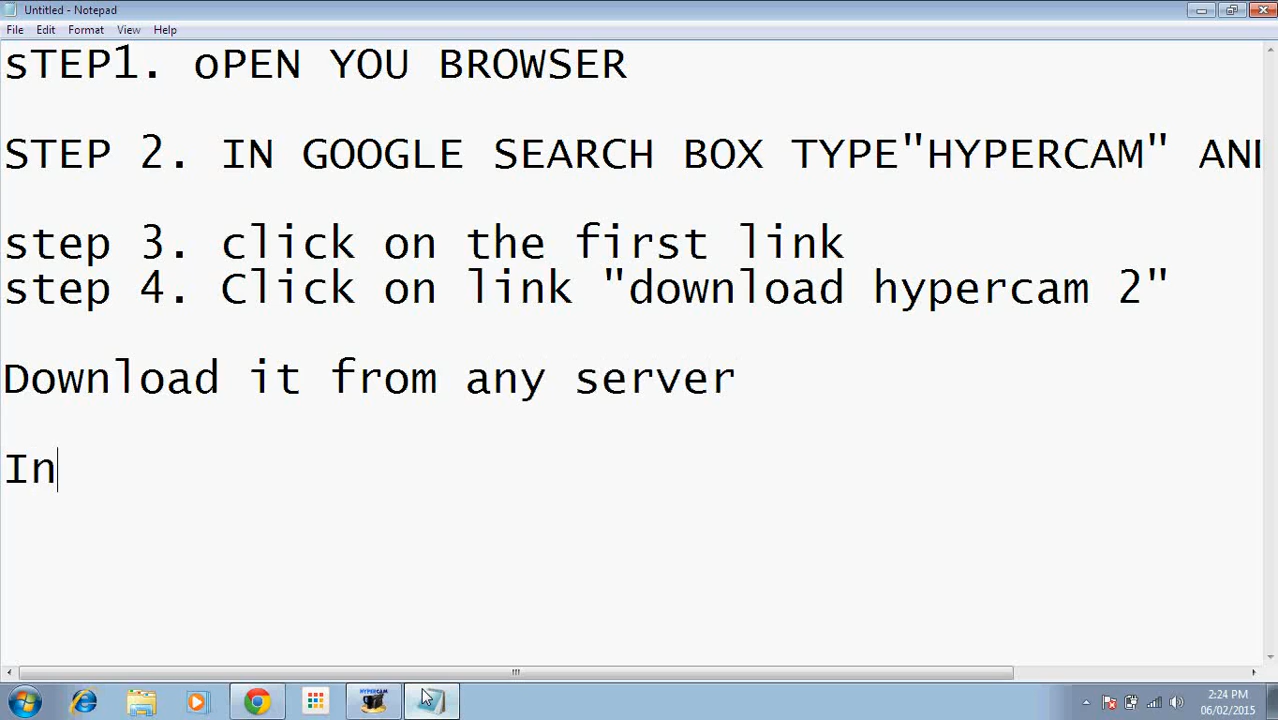 Untitled - Notepad
File Edit Format View Help
sTEP1. oPEN YOU BROWSER
STEP 2. IN GOOGLE SEARCH BOX TYPE"HYPERCAM" AN
step 3. click on the first link
step 4. Click on link "download hypercam 2"
Download it from any server
In
HYPERCAM
2:24 PM
06/02/2015